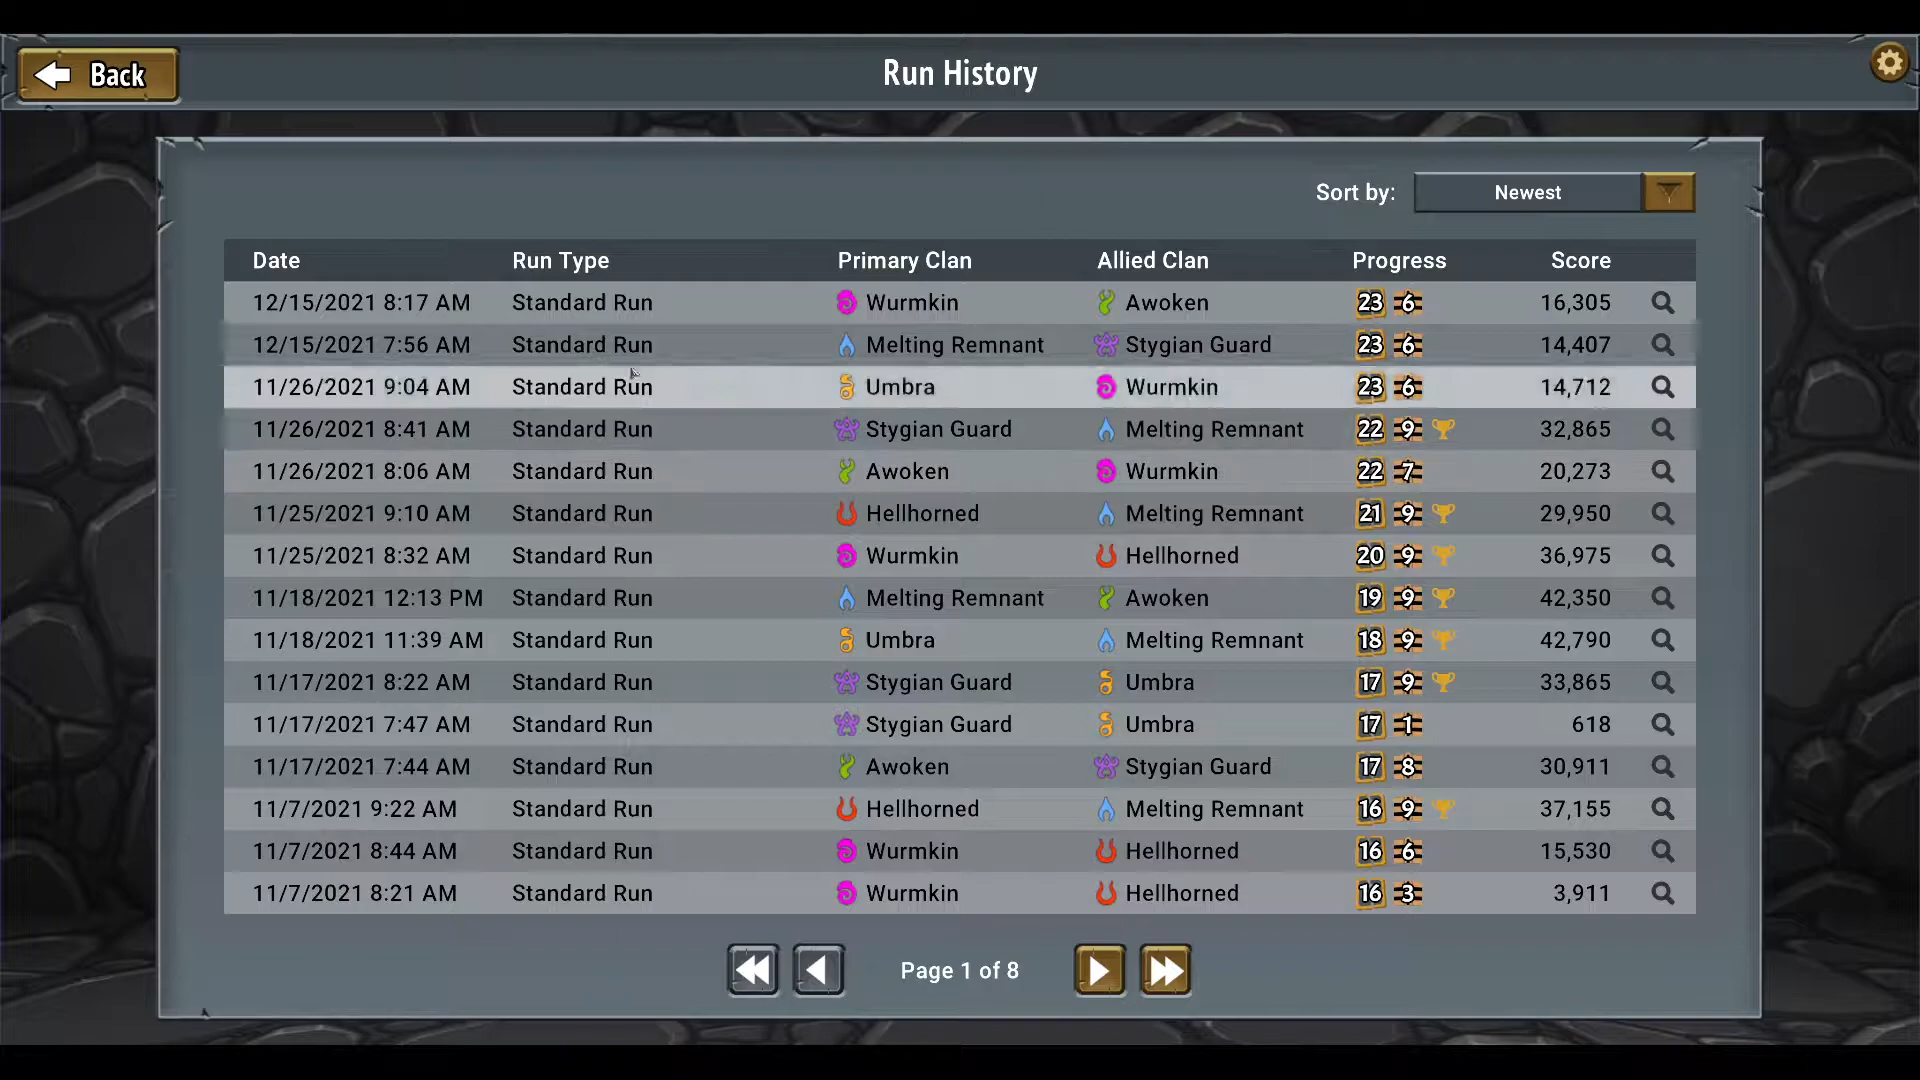 Back
Run History
Sort by: Newest
Date Run Type Primary Clan Allied Clan Progress Score
12/15/2021 8:17 AM Standard Run Wurmkin Awoken 23 6 16,305
12/15/2021 7:56 AM Standard Run Melting Remnant Stygian Guard 23 6 14,407
11/26/2021 9:04 AM Standard Run Umbra Wurmkin 23 6 14,712
11/26/2021 8:41 AM Standard Run Stygian Guard Melting Remnant 22 9 32,865
11/26/2021 8:06 AM Standard Run Awoken Wurmkin 22 7 20,273
11/25/2021 9:10 AM Standard Run Hellhorned Melting Remnant 21 9 29,950
11/25/2021 8:32 AM Standard Run Wurmkin Hellhorned 20 9 36,975
11/18/2021 12:13 PM Standard Run Melting Remnant Awoken 19 9 42,350
11/18/2021 11:39 AM Standard Run Umbra Melting Remnant 18 9 42,790
11/17/2021 8:22 AM Standard Run Stygian Guard Umbra 17 9 33,865
11/17/2021 7:47 AM Standard Run Stygian Guard Umbra 17 1 618
11/17/2021 7:44 AM Standard Run Awoken Stygian Guard 17 8 30,911
11/7/2021 9:22 AM Standard Run Hellhorned Melting Remnant 16 9 37,155
11/7/2021 8:44 AM Standard Run Wurmkin Hellhorned 16 6 15,530
11/7/2021 8:21 AM Standard Run Wurmkin Hellhorned 16 3 3,911
Page 1 of 8